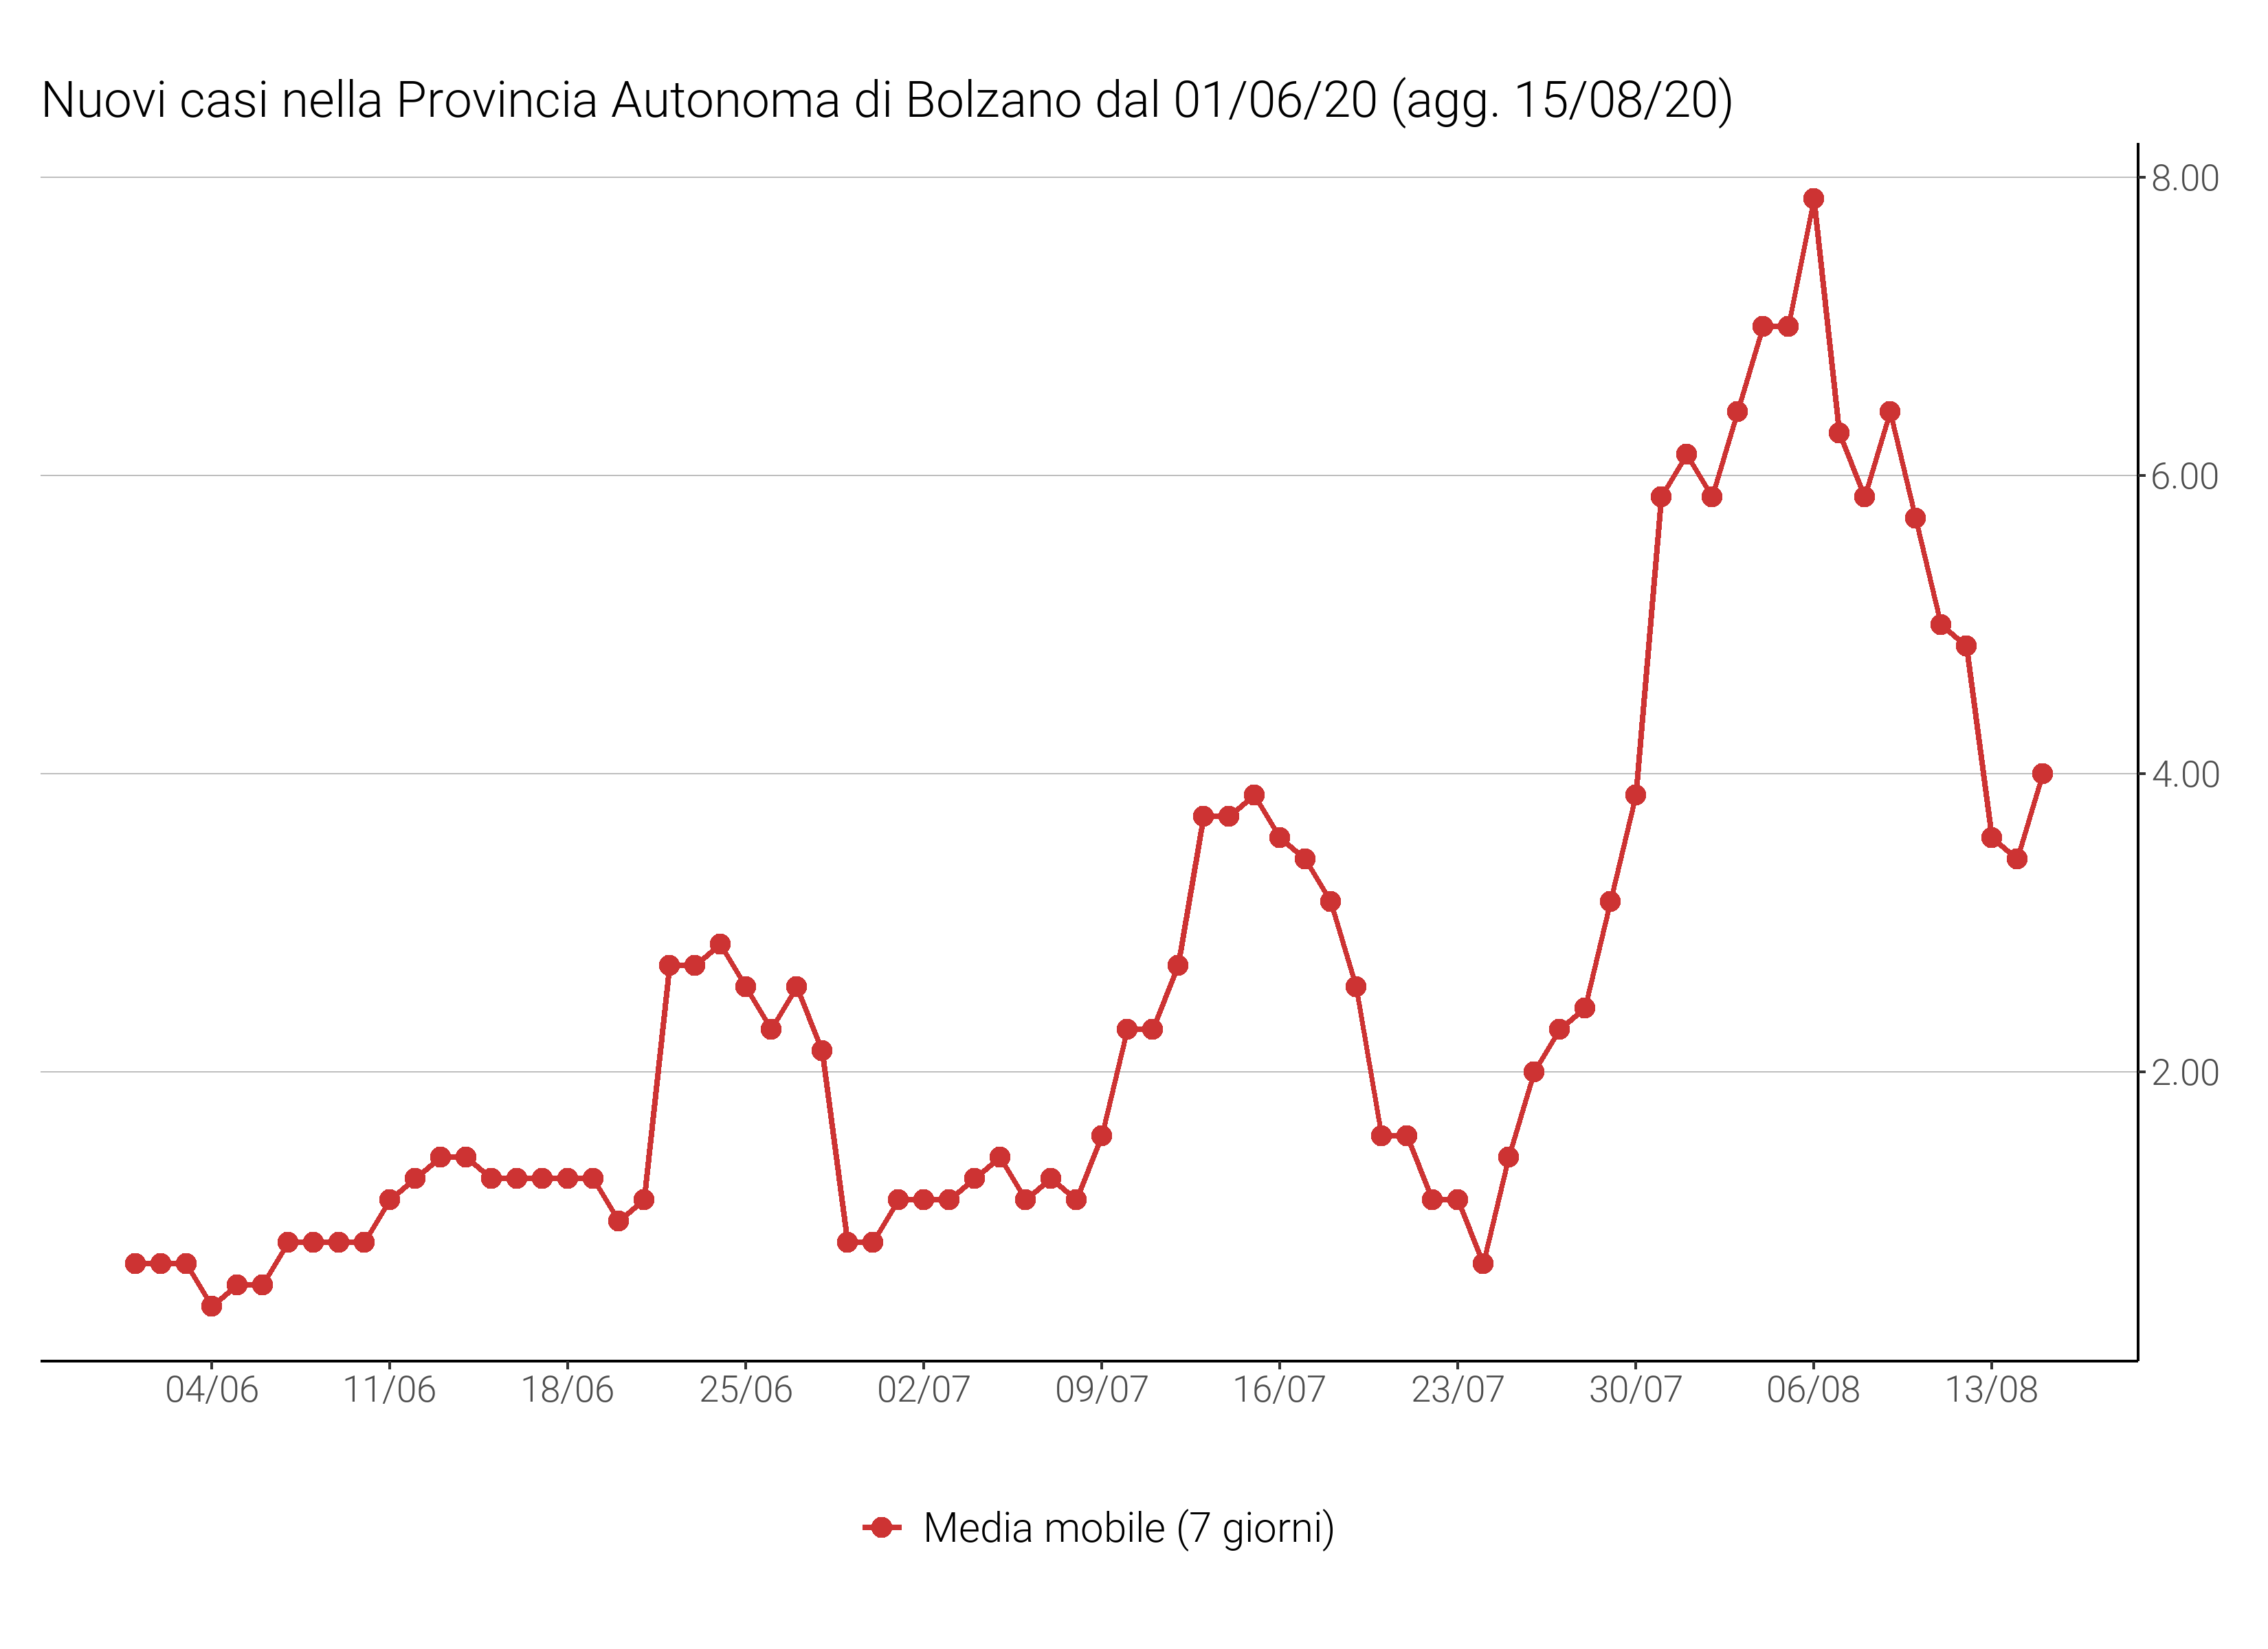 Nuovi casi nella Provincia Autonoma di Bolzano dal 01/06/20 (agg. 15/08/20)
8.00
6.00
4.00
2.00
04/06 11/06 18/06 25/06 02/07 09/07 16/07 23/07 30/07 06/08 13/08
Media mobile (7 giorni)